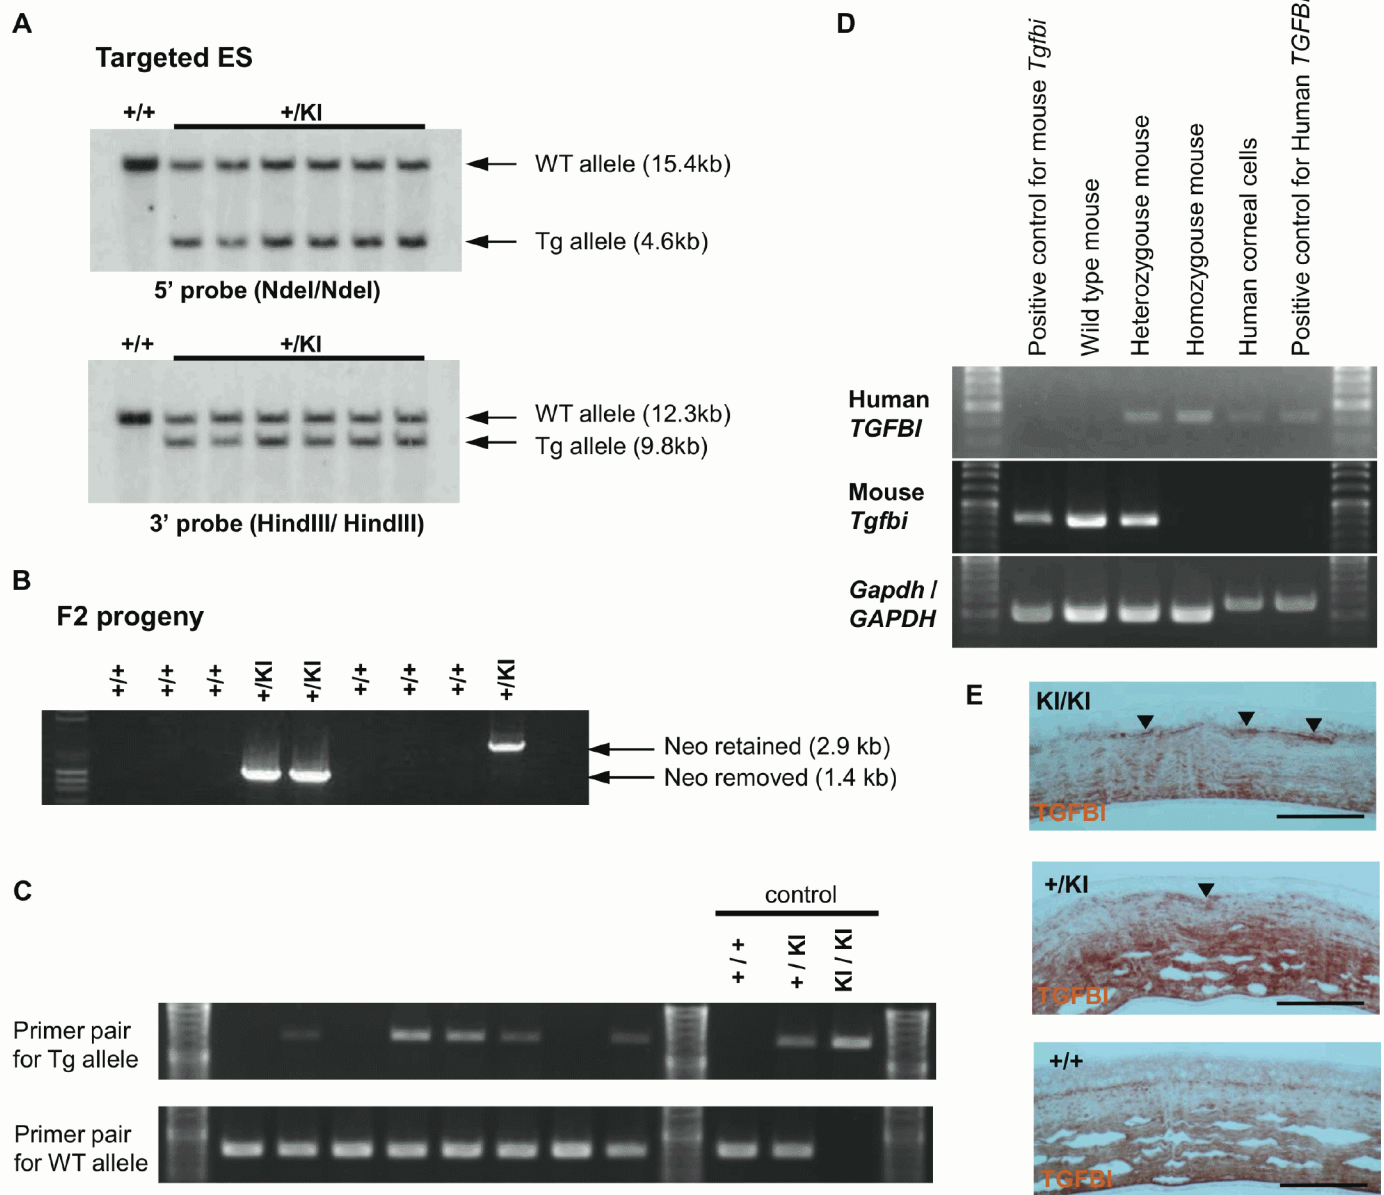 A
Targeted ES
+/+
+/KI
WT allele (15.4kb)
Tg allele (4.6kb)
5’ probe (NdeI/NdeI)
+/+
+/KI
WT allele (12.3kb)
Tg allele (9.8kb)
3’ probe (HindIII/ HindIII)
B
F2 progeny
+/+
+/+
+/+
+/KI
+/KI
+/+
+/+
+/+
+/KI
Neo retained (2.9 kb)
Neo removed (1.4 kb)
C
control
+ / +
+ / KI
KI / KI
Primer pair
for Tg allele
Primer pair
for WT allele
D
Positive control for mouse Tgfbi
Wild type mouse
Heterozygouse mouse
Homozygouse mouse
Human corneal cells
Positive control for Human TGFBI
Human
TGFBI
Mouse
Tgfbi
Gapdh /
GAPDH
E
KI/KI
TGFBI
+/KI
TGFBI
+/+
TGFBI